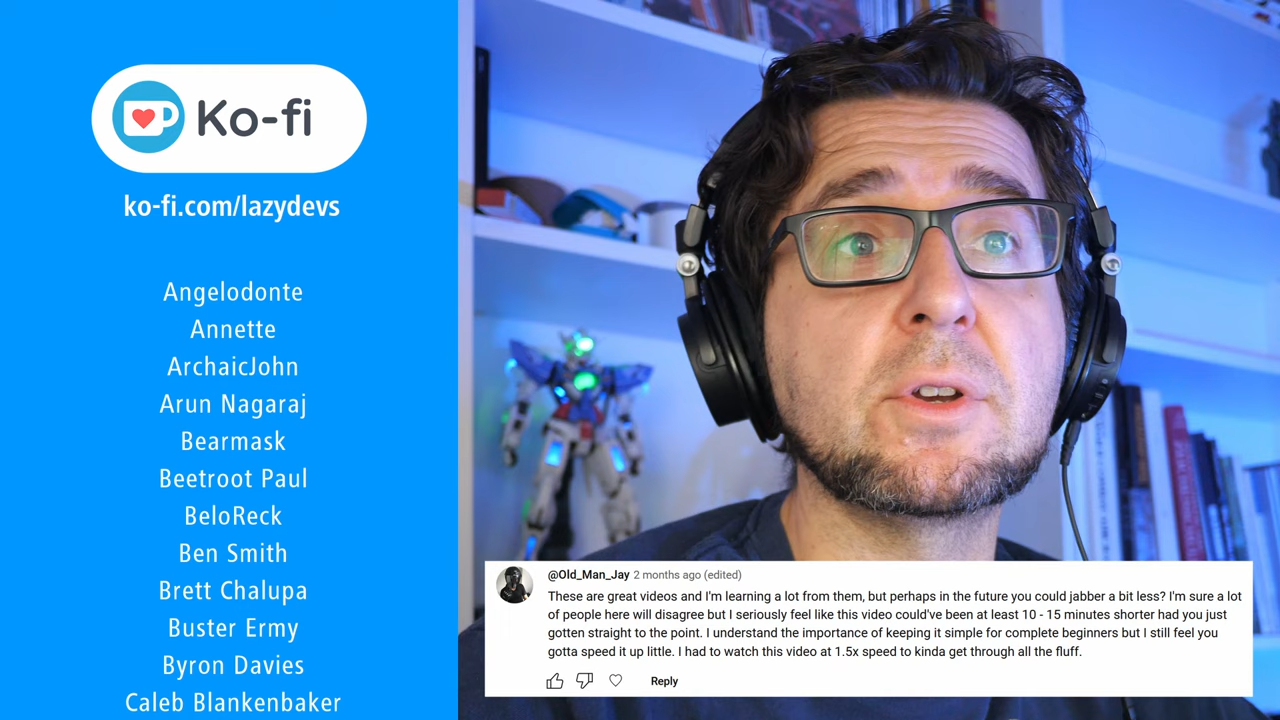 Ko-fi
ko-fi.com/lazydevs
Angelodonte
Annette
ArchaicJohn
Arun Nagaraj
Bearmask
Beetroot Paul
BeloReck
Ben Smith
Brett Chalupa
Buster Ermy
Byron Davies
Caleb Blankenbaker
@Old_Man_Jay 2 months ago (edited)
These are great videos and I'm learning a lot from them, but perhaps in the future you could jabber a bit less? I'm sure a lot
of people here will disagree but I seriously feel like this video could've been at least 10 - 15 minutes shorter had you just
gotten straight to the point. I understand the importance of keeping it simple for complete beginners but I still feel you
gotta speed it up little. I had to watch this video at 1.5x speed to kinda get through all the fluff.
Reply